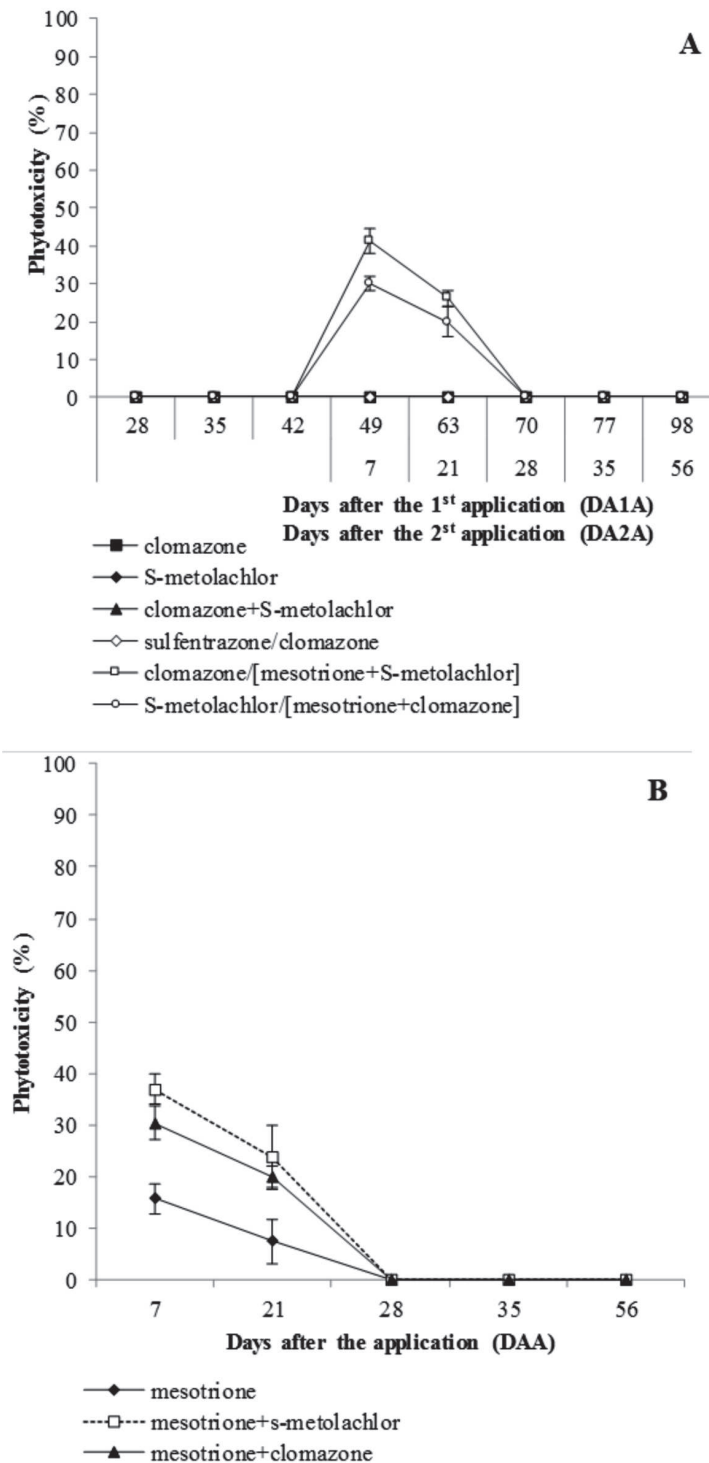 100
A
90
80
70
60
50
40
30
20
10
0
Phytotoxicity (%)
28 35 42 49 63 70 77 98
7 21 28 35 56
Days after the 1st application (DA1A)
Days after the 2st application (DA2A)
clomazone
S-metolachlor
clomazone+S-metolachlor
sulfentrazone/clomazone
clomazone/[mesotrione+S-metolachlor]
S-metolachlor/[mesotrione+clomazone]
100
B
90
80
70
60
50
40
30
20
10
0
Phytotoxicity (%)
7 21 28 35 56
Days after the application (DAA)
mesotrione
mesotrione+s-metolachlor
mesotrione+clomazone